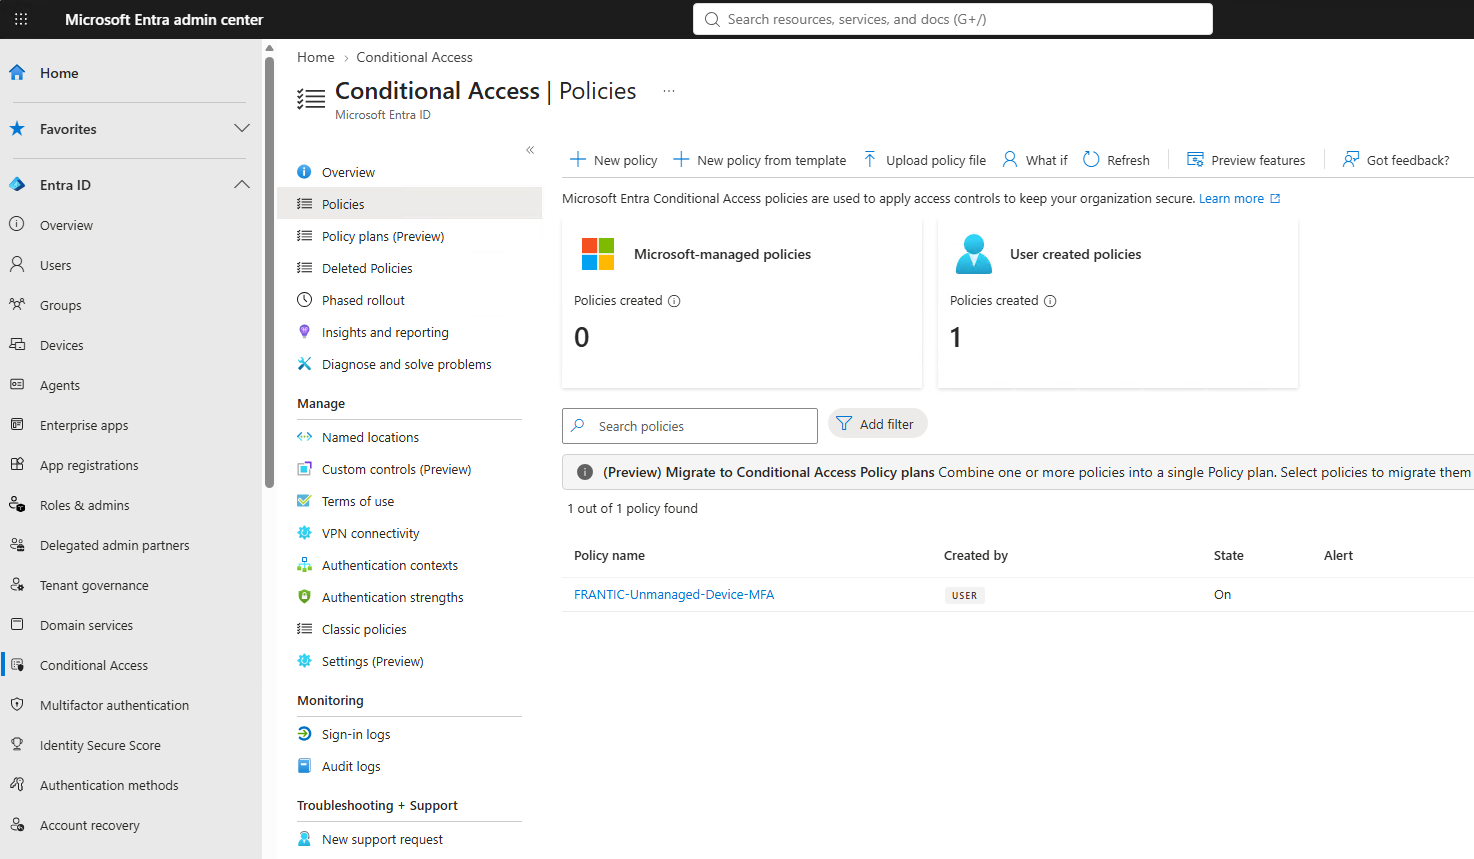 Microsoft Entra admin center
Search resources, services, and docs (G+/)
Home
Favorites
Entra ID
Overview
Users
Groups
Devices
Agents
Enterprise apps
App registrations
Roles & admins
Delegated admin partners
Tenant governance
Domain services
Conditional Access
Multifactor authentication
Identity Secure Score
Authentication methods
Account recovery
Home > Conditional Access
Conditional Access | Policies ...
Microsoft Entra ID
«
Overview
Policies
Policy plans (Preview)
Deleted Policies
Phased rollout
Insights and reporting
Diagnose and solve problems
Manage
Named locations
Custom controls (Preview)
Terms of use
VPN connectivity
Authentication contexts
Authentication strengths
Classic policies
Settings (Preview)
Monitoring
Sign-in logs
Audit logs
Troubleshooting + Support
New support request
New policy New policy from template Upload policy file What if Refresh Preview features Got feedback?
Microsoft Entra Conditional Access policies are used to apply access controls to keep your organization secure. Learn more
Microsoft-managed policies
Policies created
0
User created policies
Policies created
1
Search policies
Add filter
(Preview) Migrate to Conditional Access Policy plans Combine one or more policies into a single Policy plan. Select policies to migrate them
1 out of 1 policy found
Policy name Created by State Alert
FRANTIC-Unmanaged-Device-MFA USER On